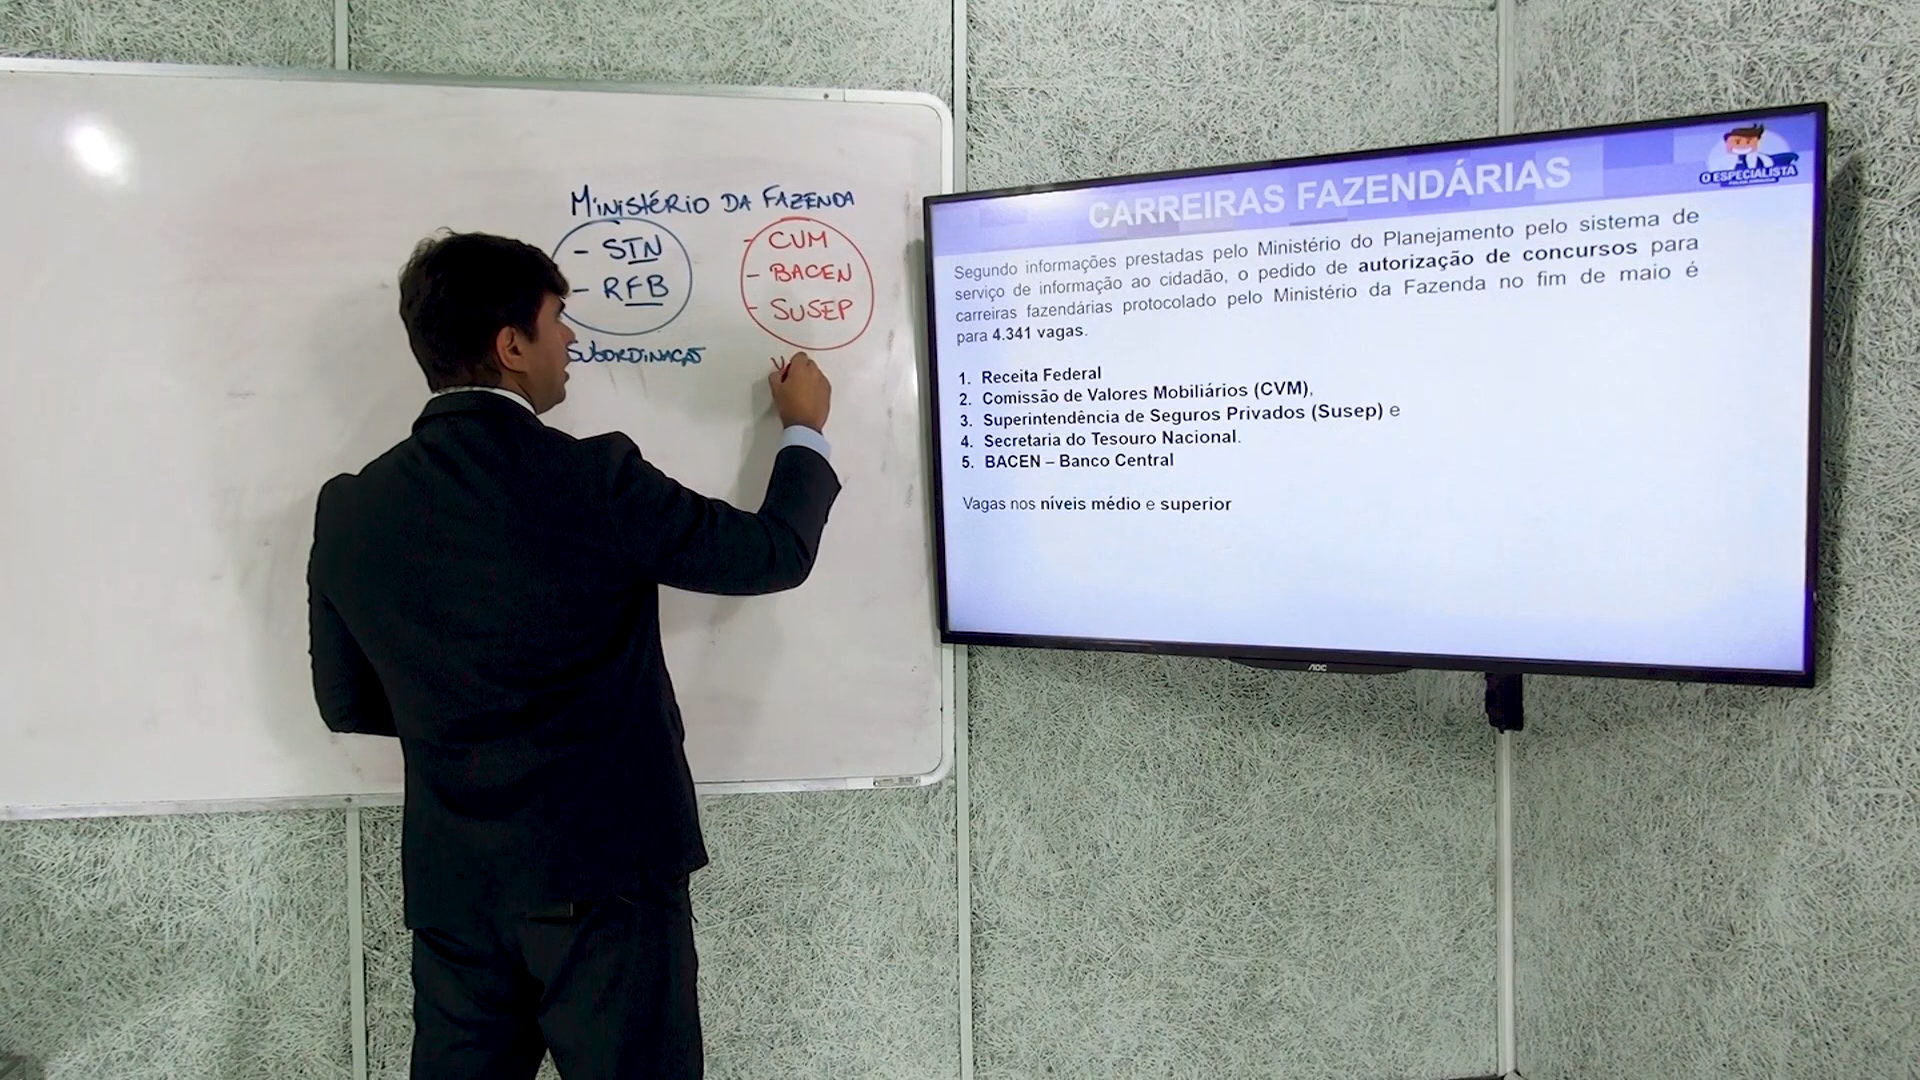 MINISTÉRIO DA FAZENDA
- STN
- RFB
SUBORDINAÇÃO
- CVM
- BACEN
- SUSEP
V
CARREIRAS FAZENDÁRIAS
O ESPECIALISTA
Segundo informações prestadas pelo Ministério do Planejamento pelo sistema de
serviço de informação ao cidadão, o pedido de autorização de concursos para
carreiras fazendárias protocolado pelo Ministério da Fazenda no fim de maio é
para 4.341 vagas.
1. Receita Federal
2. Comissão de Valores Mobiliários (CVM),
3. Superintendência de Seguros Privados (Susep) e
4. Secretaria do Tesouro Nacional.
5. BACEN – Banco Central
Vagas nos níveis médio e superior
AOC